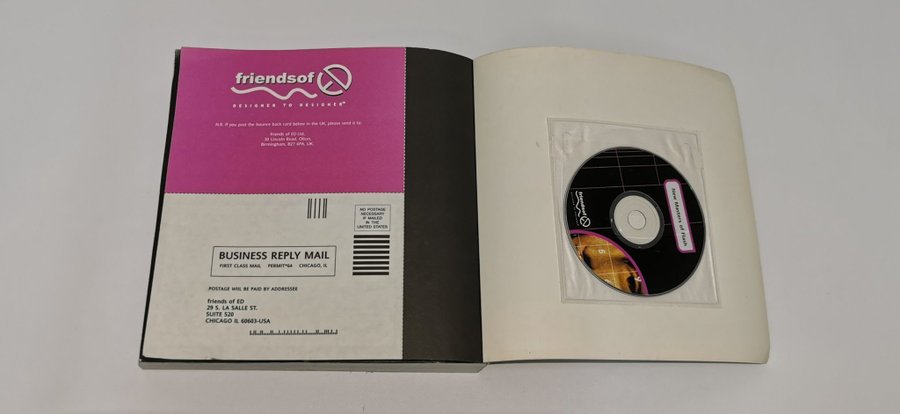 friendsof
DESIGNER TO DESIGNER™
N.B. If you post the bounce back card below in the UK, please send it to:
Friends of ED Ltd.
30 Lincoln Road, Olton,
Birmingham, B27 6PA, UK.
NO POSTAGE
NECESSARY
IF MAILED
IN THE
UNITED STATES
BUSINESS REPLY MAIL
FIRST CLASS MAIL PERMIT#64 CHICAGO, IL
POSTAGE WILL BE PAID BY ADDRESSEE
friends of ED
29 S. LA SALLE ST.
SUITE 520
CHICAGO IL 60603-USA
New Masters of Flash
friendsof